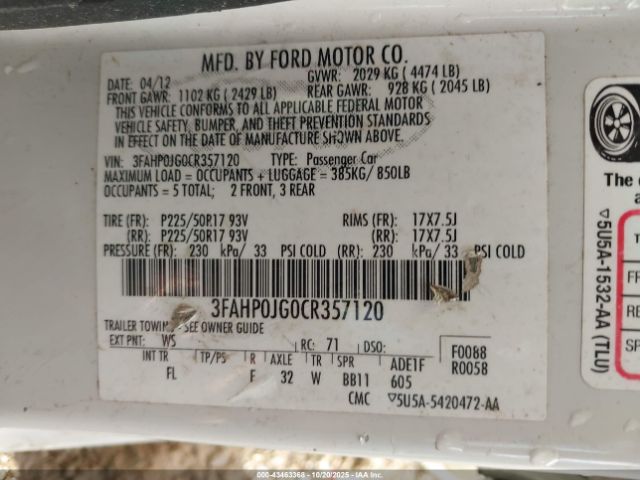 MFD. BY FORD MOTOR CO.
DATE: 04/12
GVWR: 2029 KG ( 4474 LB)
FRONT GAWR: 1102 KG ( 2429 LB)
REAR GAWR: 928 KG ( 2045 LB)
THIS VEHICLE CONFORMS TO ALL APPLICABLE FEDERAL MOTOR
VEHICLE SAFETY, BUMPER, AND THEFT PREVENTION STANDARDS
IN EFFECT ON THE DATE OF MANUFACTURE SHOWN ABOVE.
VIN: 3FAHP0JG0CR357120 TYPE: Passenger Car
MAXIMUM LOAD = OCCUPANTS + LUGGAGE = 385KG/ 850LB
OCCUPANTS = 5 TOTAL; 2 FRONT, 3 REAR
TIRE (FR): P225/50R17 93V RIMS (FR): 17X7.5J
(RR): P225/50R17 93V (RR): 17X7.5J
PRESSURE (FR): 230 kPa/ 33 PSI COLD (RR): 230 kPa/ 33 PSI COLD
3FAHP0JG0CR357120
TRAILER TOWING - SEE OWNER GUIDE
EXT PNT: WS RC: 71 DSO:
F0088
R0058
INT TR TP/PS R AXLE TR SPR ADE1F
FL F 32 W BB11 605
CMC ▽5U5A-5420472-AA
The
a
T
FR
RE
SP
▽5U5A-1532-AA (TLU)
000-43463368 - 10/20/2025 - IAA Inc.